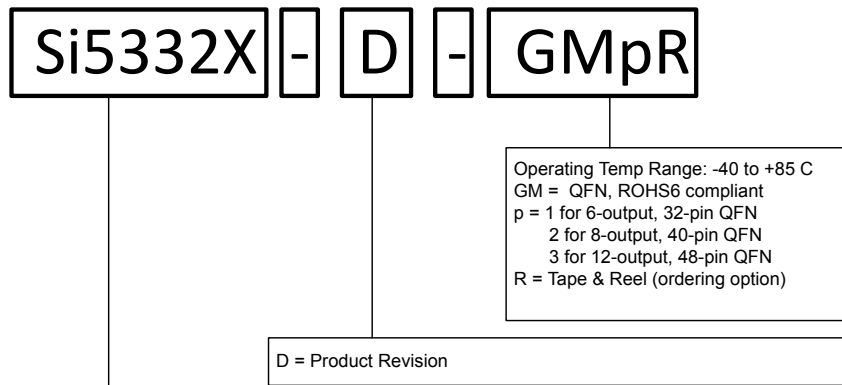 Si5332X - D - GMpR
Operating Temp Range: -40 to +85 C
GM = QFN, ROHS6 compliant
p = 1 for 6-output, 32-pin QFN
2 for 8-output, 40-pin QFN
3 for 12-output, 48-pin QFN
R = Tape & Reel (ordering option)
D = Product Revision